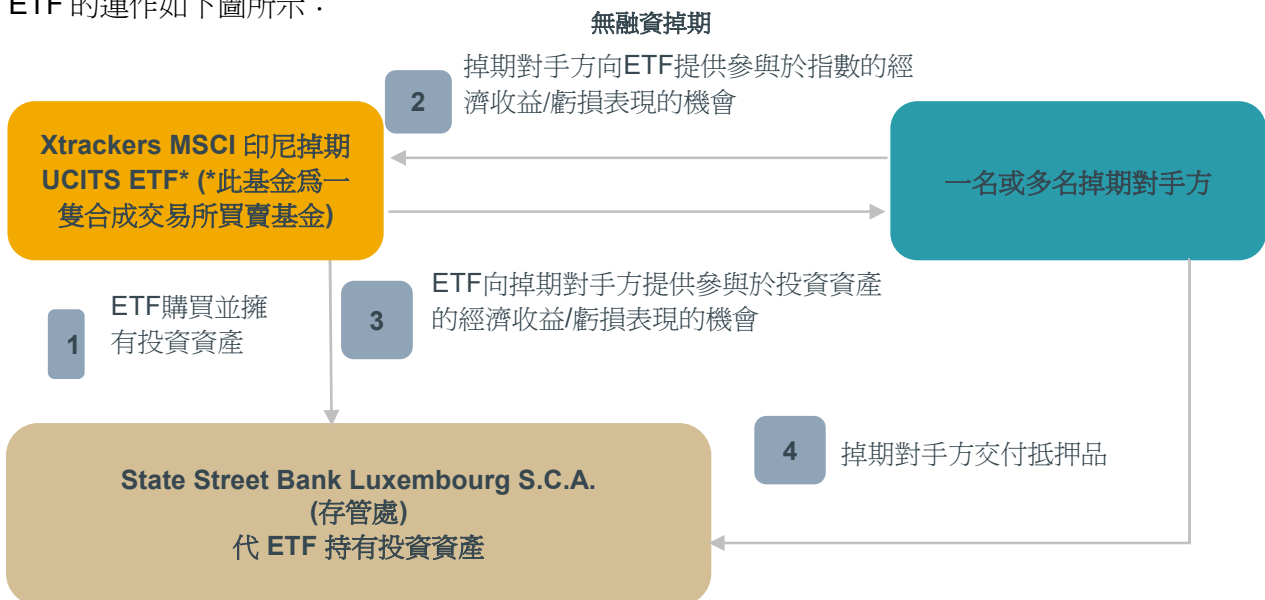 ETF 的運作如下圖所示：
無融資掉期
2
掉期對手方向ETF提供參與於指數的經
濟收益/虧損表現的機會
Xtrackers MSCI 印尼掉期
UCITS ETF* (*此基金爲一
隻合成交易所買賣基金)
一名或多名掉期對手方
1
ETF購買並擁
有投資資產
3
ETF向掉期對手方提供參與於投資資產
的經濟收益/虧損表現的機會
State Street Bank Luxembourg S.C.A.
(存管處)
代 ETF 持有投資資產
4
掉期對手方交付抵押品